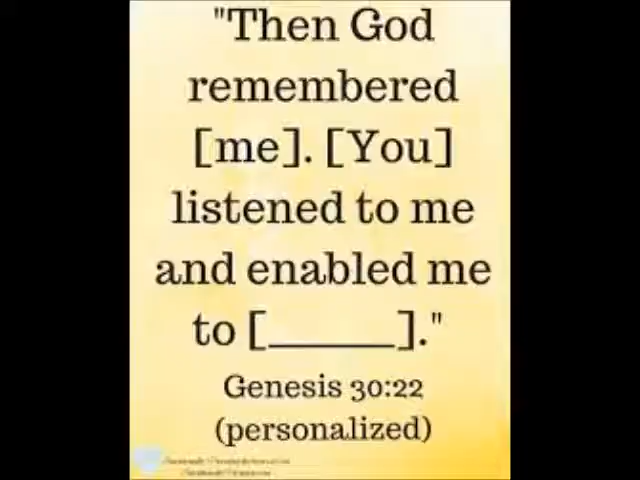 "Then God
remembered
[me]. [You]
listened to me
and enabled me
to [______]."
Genesis 30:22
(personalized)